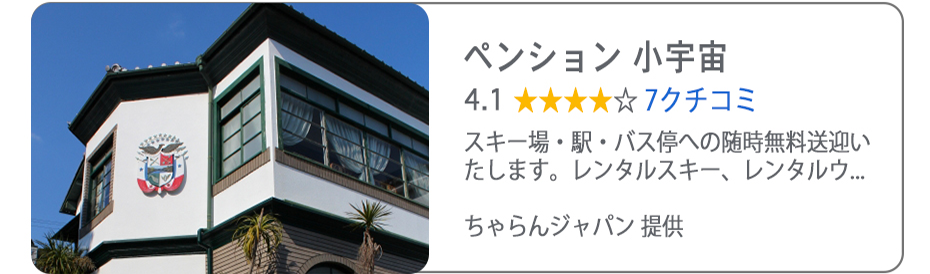 ペンション 小宇宙
4.1 ★★★★☆ 7クチコミ
スキー場・駅・バス停への随時無料送迎い
たします。レンタルスキー、レンタルウ...
ちゃらんジャパン 提供